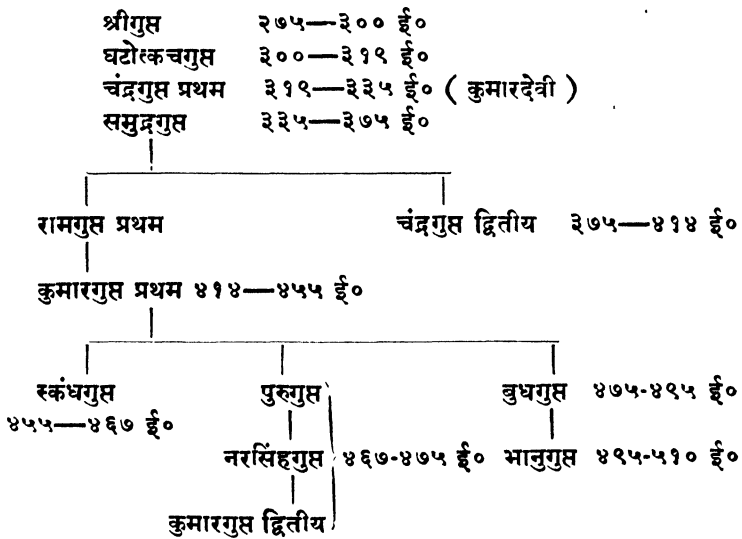 श्रीगुप्त २७५—३०० ई०
घटोत्कचगुप्त ३००—३१९ ई०
चंद्रगुप्त प्रथम ३१९—३३५ ई० ( कुमारदेवी )
समुद्रगुप्त ३३५—३७५ ई०
रामगुप्त प्रथम चंद्रगुप्त द्वितीय ३७५—४१४ ई०
कुमारगुप्त प्रथम ४१४—४५५ ई०
स्कंधगुप्त पुरुगुप्त बुधगुप्त ४७५-४९५ ई०
४५५—४६७ ई०
नरसिंहगुप्त ४६७-४७५ ई० भानुगुप्त ४९५-५१० ई०
कुमारगुप्त द्वितीय